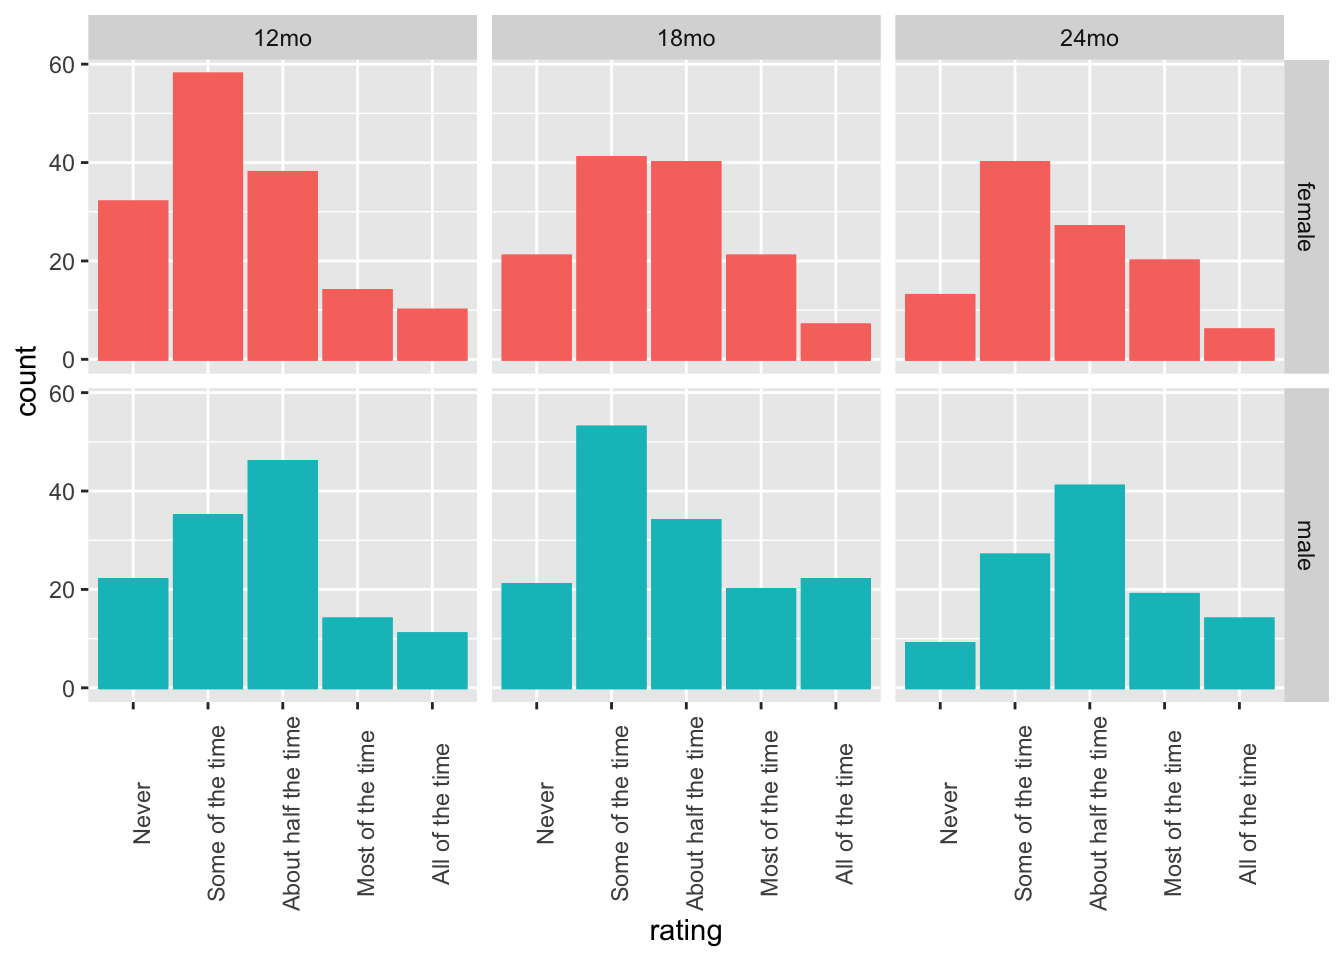 12mo
18mo
24mo
60
40
20
0
female
60
40
20
0
male
count
Never
Some of the time
About half the time
Most of the time
All of the time
Never
Some of the time
About half the time
Most of the time
All of the time
Never
Some of the time
About half the time
Most of the time
All of the time
rating